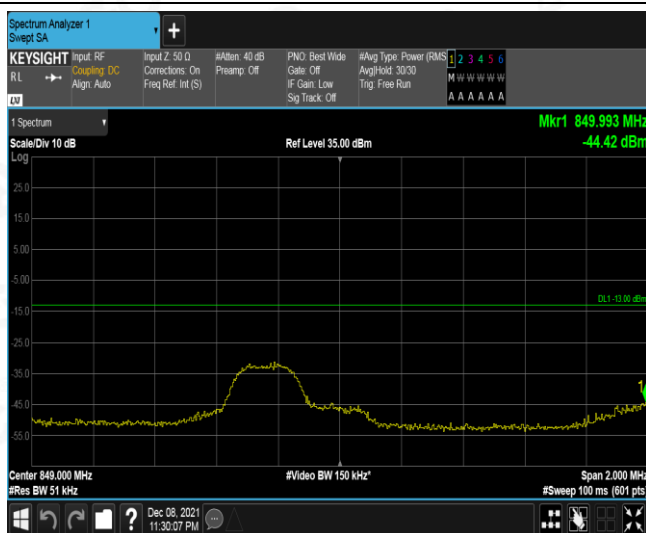 Spectrum Analyzer 1
Swept SA
KEYSIGHT
RL
LXI
Input: RF
Coupling: DC
Align: Auto
Input Z: 50 Ω
Corrections: On
Freq Ref: Int (S)
#Atten: 40 dB
Preamp: Off
PNO: Best Wide
Gate: Off
IF Gain: Low
Sig Track: Off
#Avg Type: Power (RMS
Avg|Hold: 30/30
Trig: Free Run
1 2 3 4 5 6
M W W W W W
A A A A A A
1 Spectrum
Mkr1 849.993 MHz
Scale/Div 10 dB
Ref Level 35.00 dBm
-44.42 dBm
Log
25.0
15.0
5.00
-5.00
DL1 -13.00 dBm
-15.0
-25.0
-35.0
1
-45.0
-55.0
Center 849.000 MHz
#Video BW 150 kHz*
Span 2.000 MHz
#Res BW 51 kHz
#Sweep 100 ms (601 pts)
?
Dec 08, 2021
11:30:07 PM